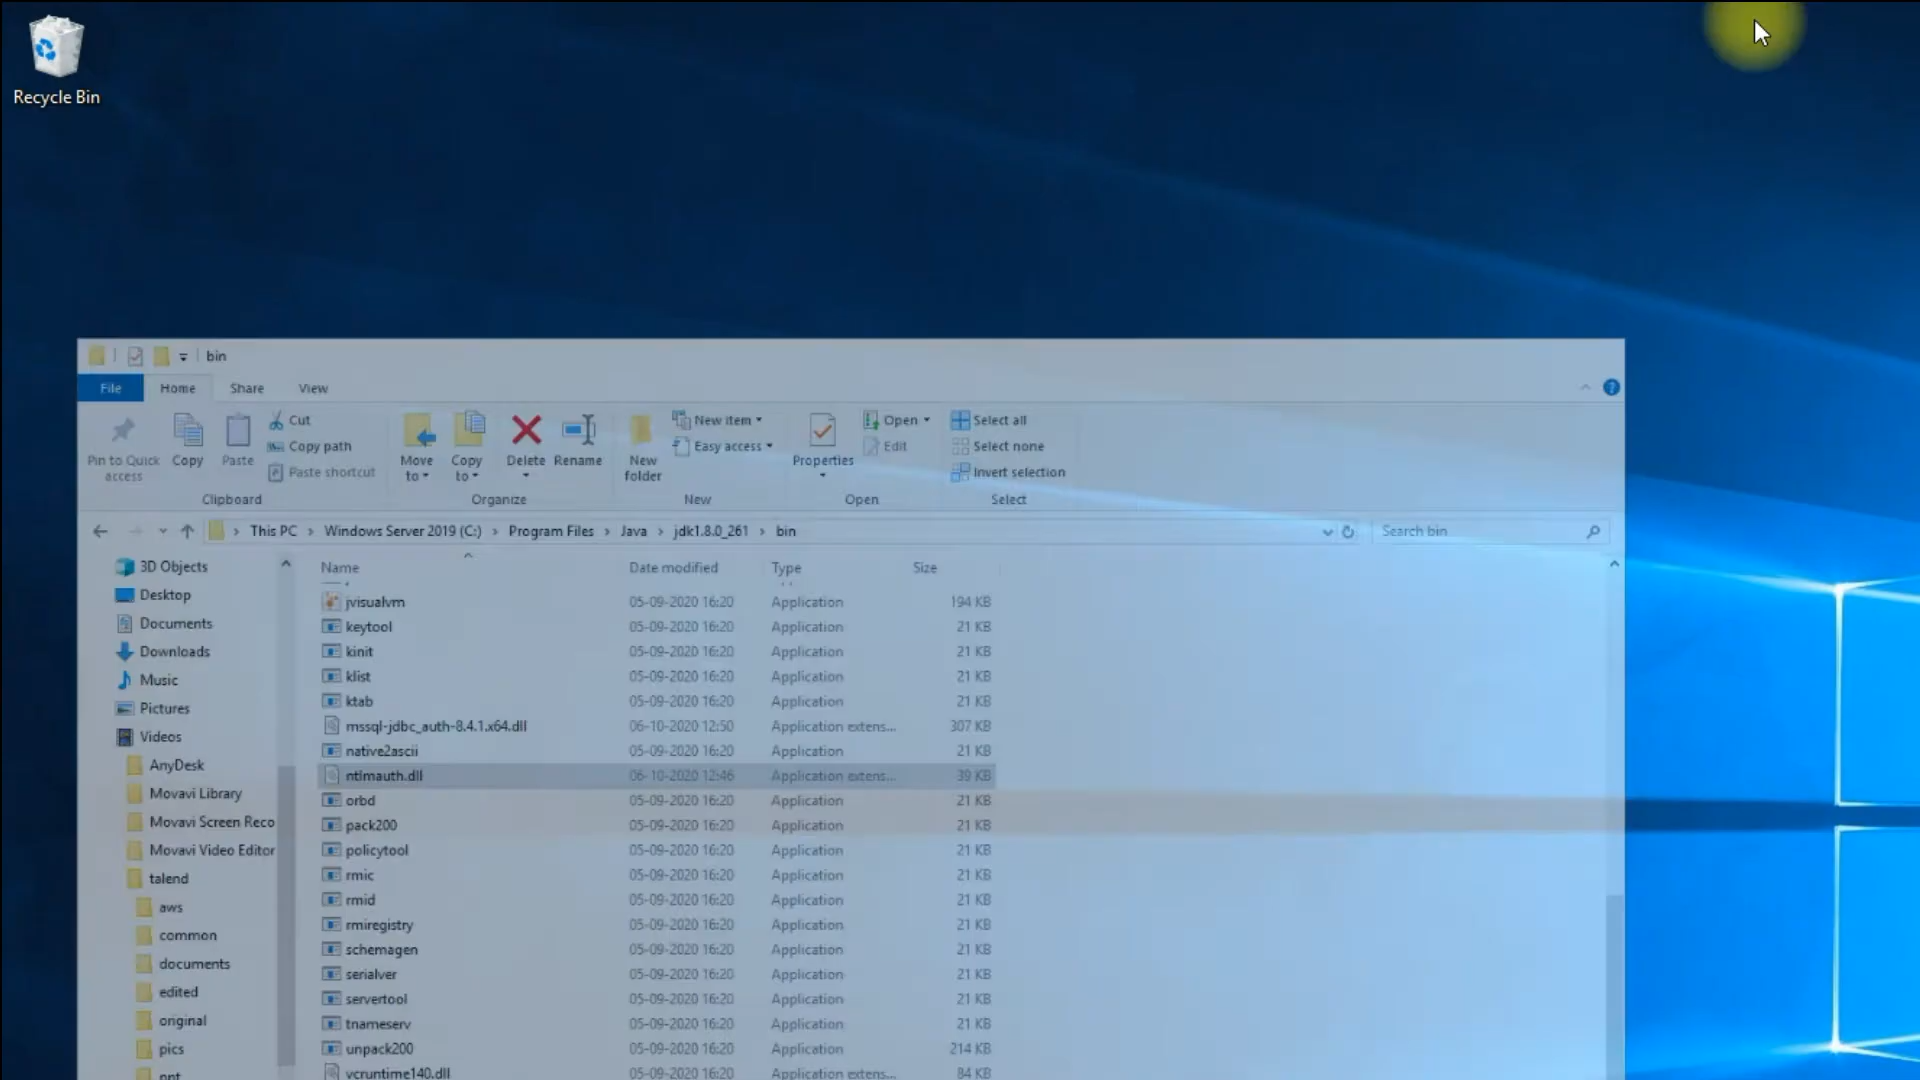 Recycle Bin
bin
File Home Share View
Pin to Quick access
Copy
Paste
Cut
Copy path
Paste shortcut
Clipboard
Move to
Copy to
Delete
Rename
Organize
New folder
New item
Easy access
New
Properties
Open
Edit
Open
Select all
Select none
Invert selection
Select
This PC › Windows Server 2019 (C:) › Program Files › Java › jdk1.8.0_261 › bin
Search bin
3D Objects
Desktop
Documents
Downloads
Music
Pictures
Videos
AnyDesk
Movavi Library
Movavi Screen Reco
Movavi Video Editor
talend
aws
common
documents
edited
original
pics
Name Date modified Type Size
jvisualvm 05-09-2020 16:20 Application 194 KB
keytool 05-09-2020 16:20 Application 21 KB
kinit 05-09-2020 16:20 Application 21 KB
klist 05-09-2020 16:20 Application 21 KB
ktab 05-09-2020 16:20 Application 21 KB
mssql-jdbc_auth-8.4.1.x64.dll 06-10-2020 12:50 Application extens... 307 KB
native2ascii 05-09-2020 16:20 Application 21 KB
ntlmauth.dll 06-10-2020 12:46 Application extens... 39 KB
orbd 05-09-2020 16:20 Application 21 KB
pack200 05-09-2020 16:20 Application 21 KB
policytool 05-09-2020 16:20 Application 21 KB
rmic 05-09-2020 16:20 Application 21 KB
rmid 05-09-2020 16:20 Application 21 KB
rmiregistry 05-09-2020 16:20 Application 21 KB
schemagen 05-09-2020 16:20 Application 21 KB
serialver 05-09-2020 16:20 Application 21 KB
servertool 05-09-2020 16:20 Application 21 KB
tnameserv 05-09-2020 16:20 Application 21 KB
unpack200 05-09-2020 16:20 Application 214 KB
vcruntime140.dll 05-09-2020 16:20 Application extens... 84 KB